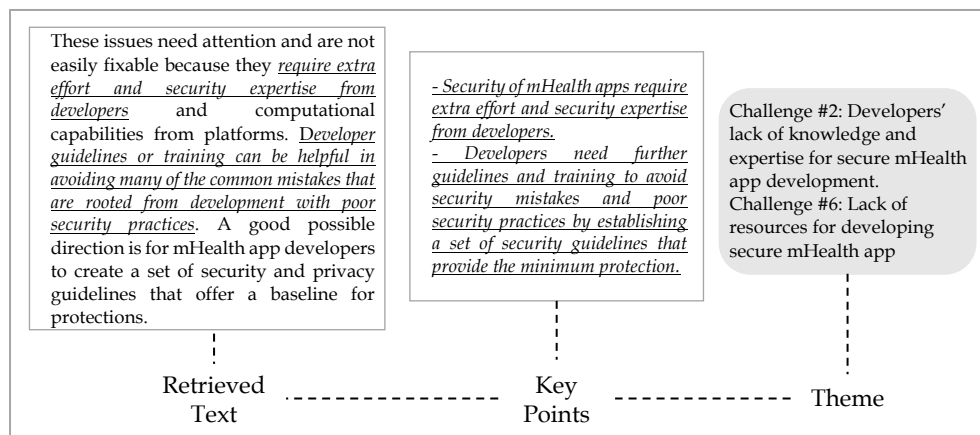 These issues need attention and are not
easily fixable because they require extra
effort and security expertise from
developers and computational
capabilities from platforms. Developer
guidelines or training can be helpful in
avoiding many of the common mistakes that
are rooted from development with poor
security practices. A good possible
direction is for mHealth app developers
to create a set of security and privacy
guidelines that offer a baseline for
protections.
- Security of mHealth apps require
extra effort and security expertise
from developers.
- Developers need further
guidelines and training to avoid
security mistakes and poor
security practices by establishing
a set of security guidelines that
provide the minimum protection.
Challenge #2: Developers'
lack of knowledge and
expertise for secure mHealth
app development.
Challenge #6: Lack of
resources for developing
secure mHealth app
Retrieved
Text
Key
Points
Theme